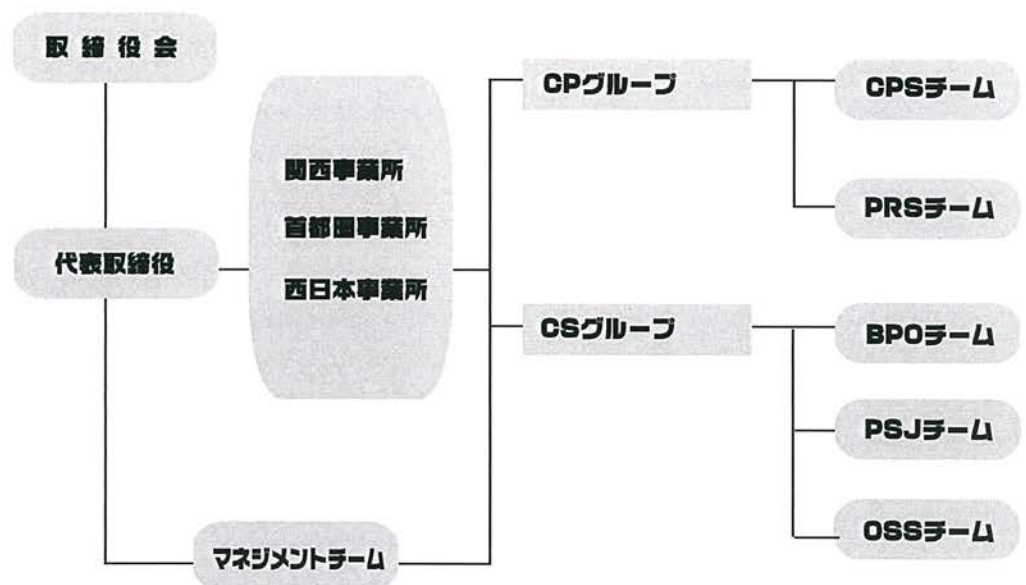 取締役会
代表取締役
関西事業所
首都圏事業所
西日本事業所
マネジメントチーム
CPグループ
CPSチーム
PRSチーム
CSグループ
BPOチーム
PSJチーム
OSSチーム